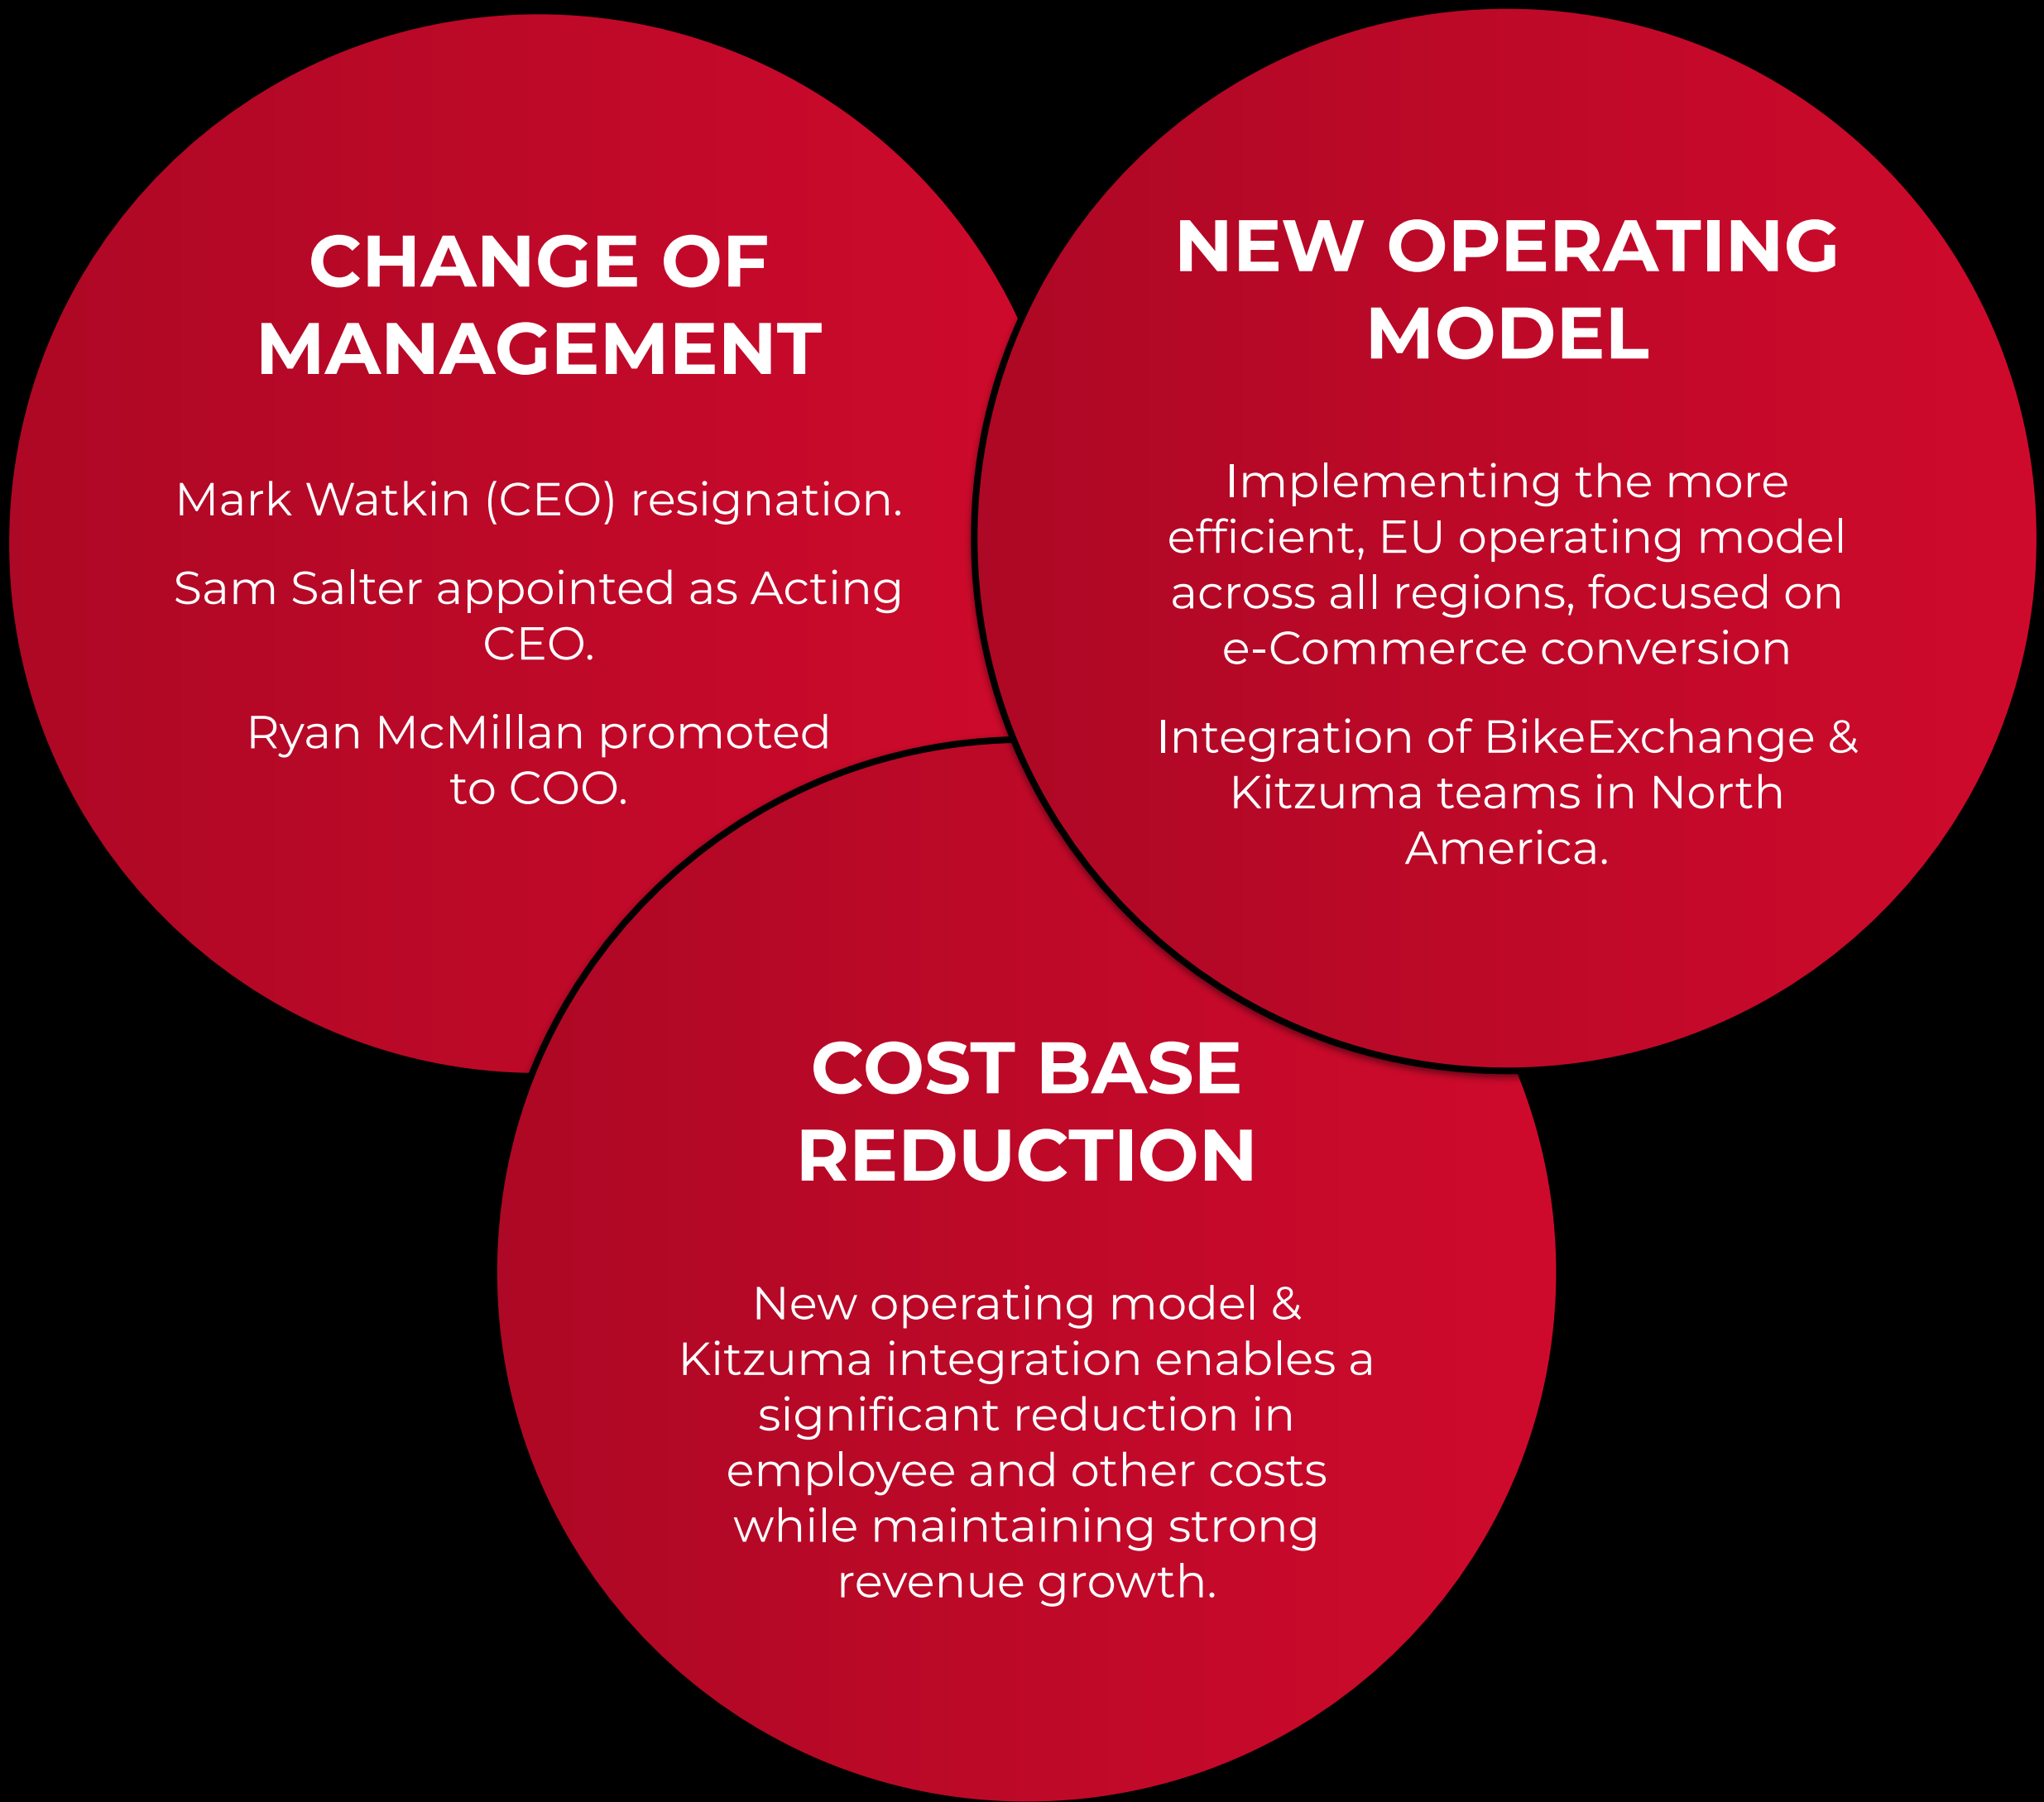 CHANGE OF
MANAGEMENT
Mark Watkin (CEO) resignation.
Sam Salter appointed as Acting
CEO.
Ryan McMillan promoted
to COO.
NEW OPERATING
MODEL
Implementing the more
efficient, EU operating model
across all regions, focused on
e-Commerce conversion
Integration of BikeExchange &
Kitzuma teams in North
America.
COST BASE
REDUCTION
New operating model &
Kitzuma integration enables a
significant reduction in
employee and other costs
while maintaining strong
revenue growth.